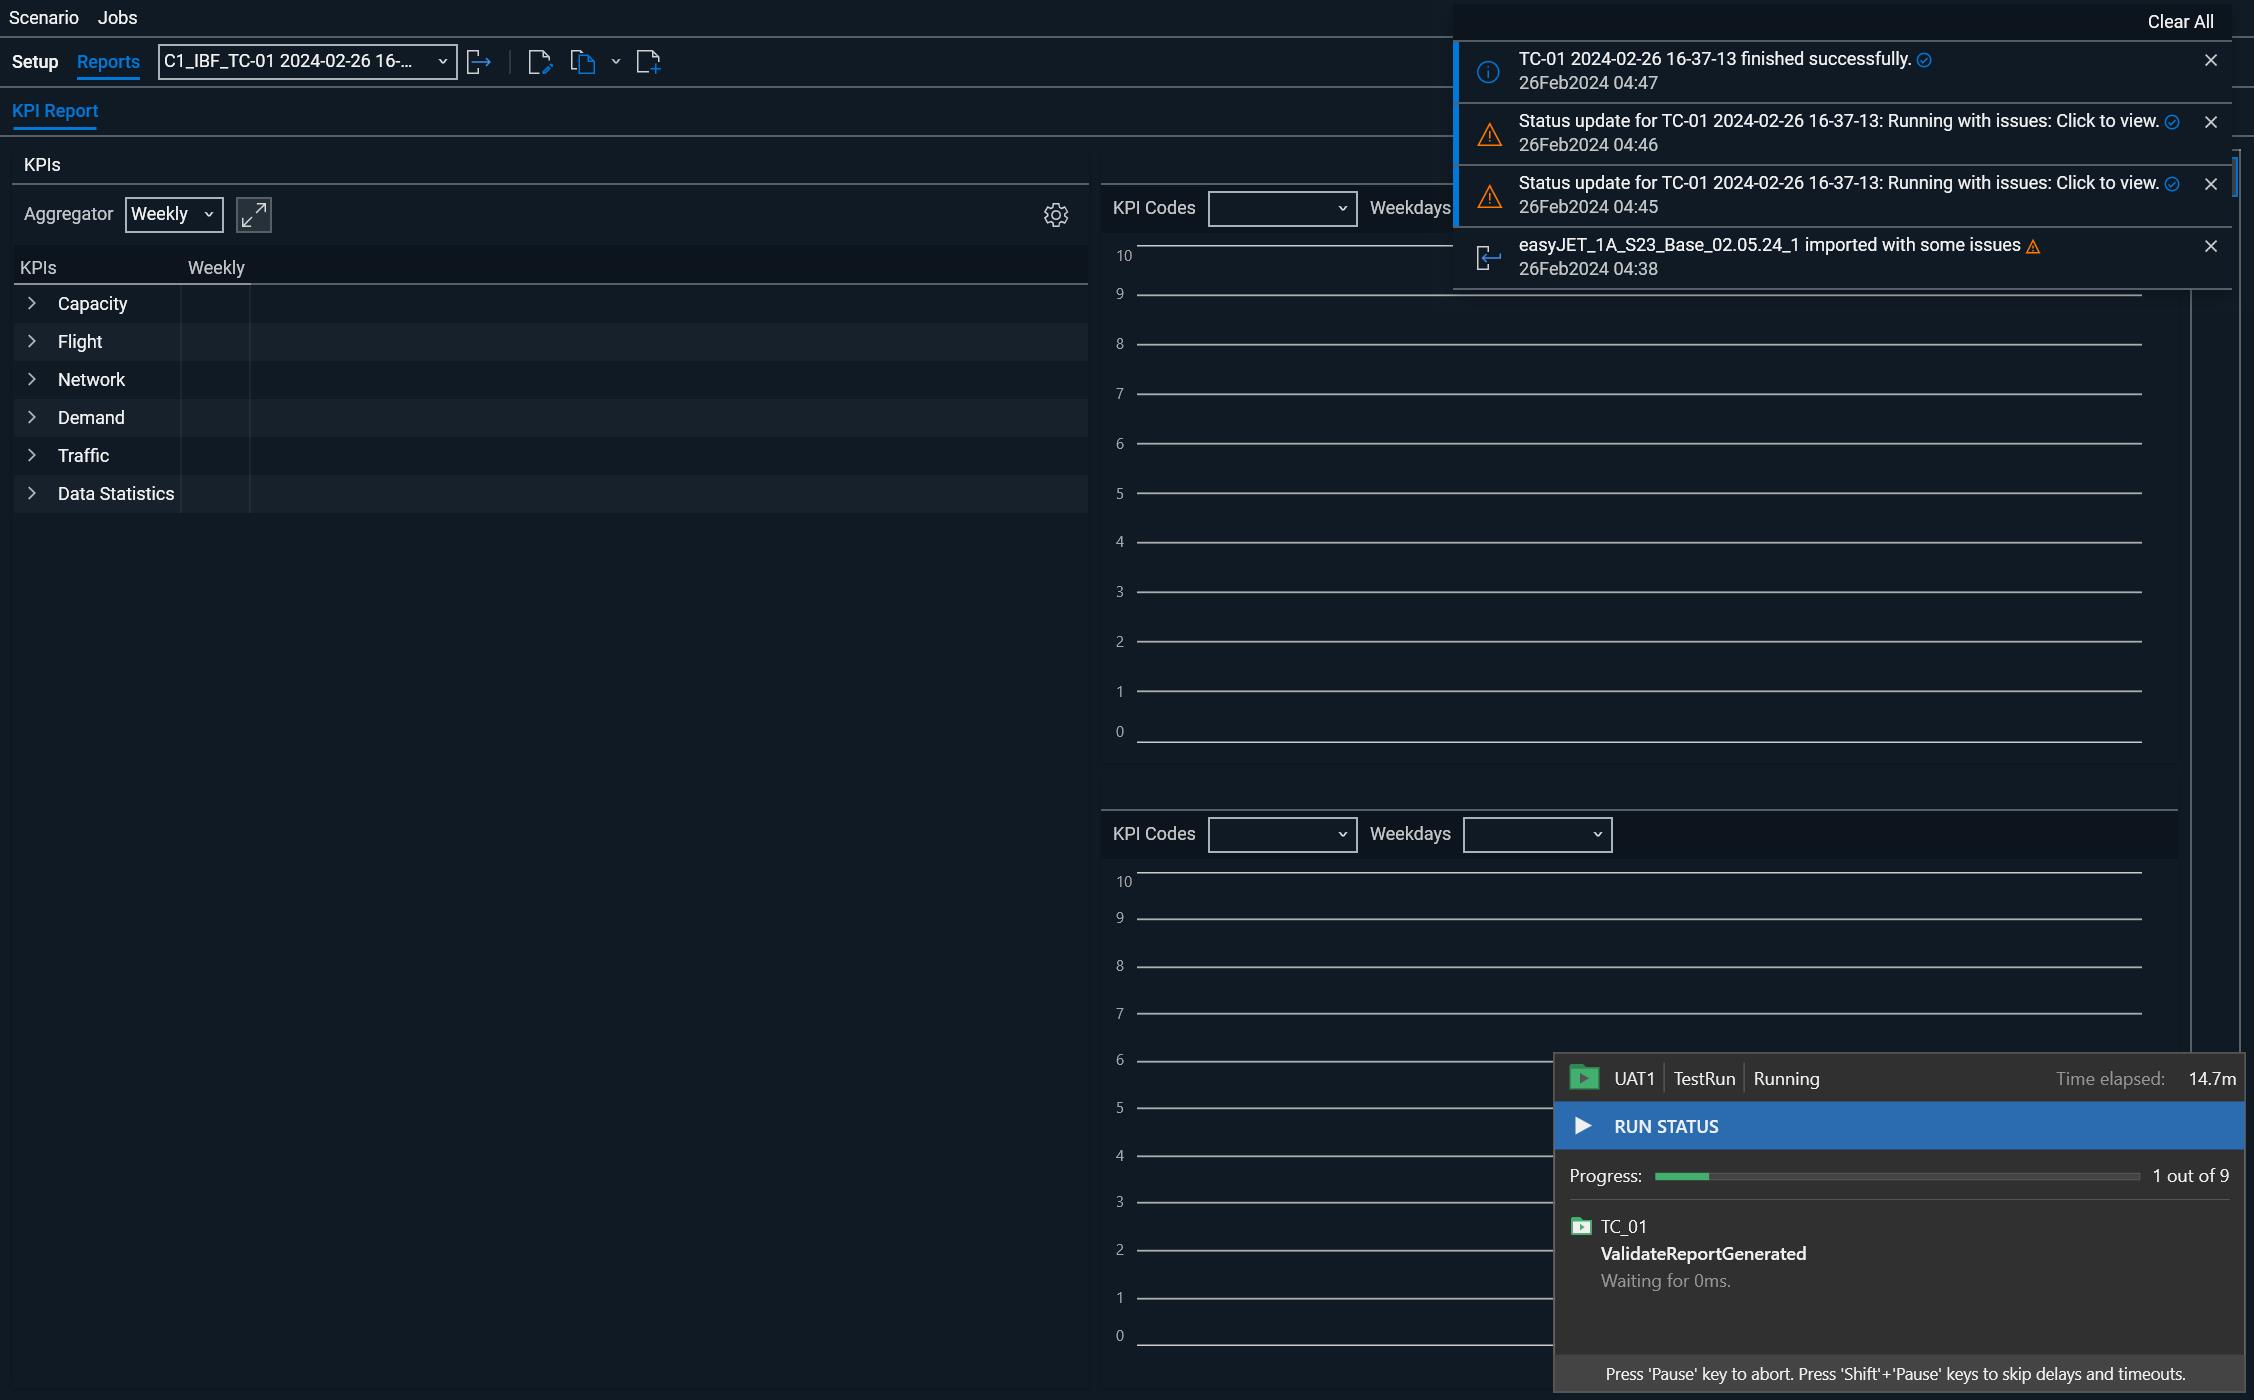 Scenario Jobs
Setup Reports C1_IBF_TC-01 2024-02-26 16-...
KPI Report
Clear All
TC-01 2024-02-26 16-37-13 finished successfully.
26Feb2024 04:47
Status update for TC-01 2024-02-26 16-37-13: Running with issues: Click to view.
26Feb2024 04:46
Status update for TC-01 2024-02-26 16-37-13: Running with issues: Click to view.
26Feb2024 04:45
easyJET_1A_S23_Base_02.05.24_1 imported with some issues
26Feb2024 04:38
KPIs
Aggregator Weekly
KPIs Weekly
Capacity
Flight
Network
Demand
Traffic
Data Statistics
KPI Codes Weekdays
10
9
8
7
6
5
4
3
2
1
0
KPI Codes Weekdays
10
9
8
7
6
5
4
3
2
1
0
UAT1 TestRun Running Time elapsed: 14.7m
RUN STATUS
Progress: 1 out of 9
TC_01
ValidateReportGenerated
Waiting for 0ms.
Press 'Pause' key to abort. Press 'Shift'+'Pause' keys to skip delays and timeouts.